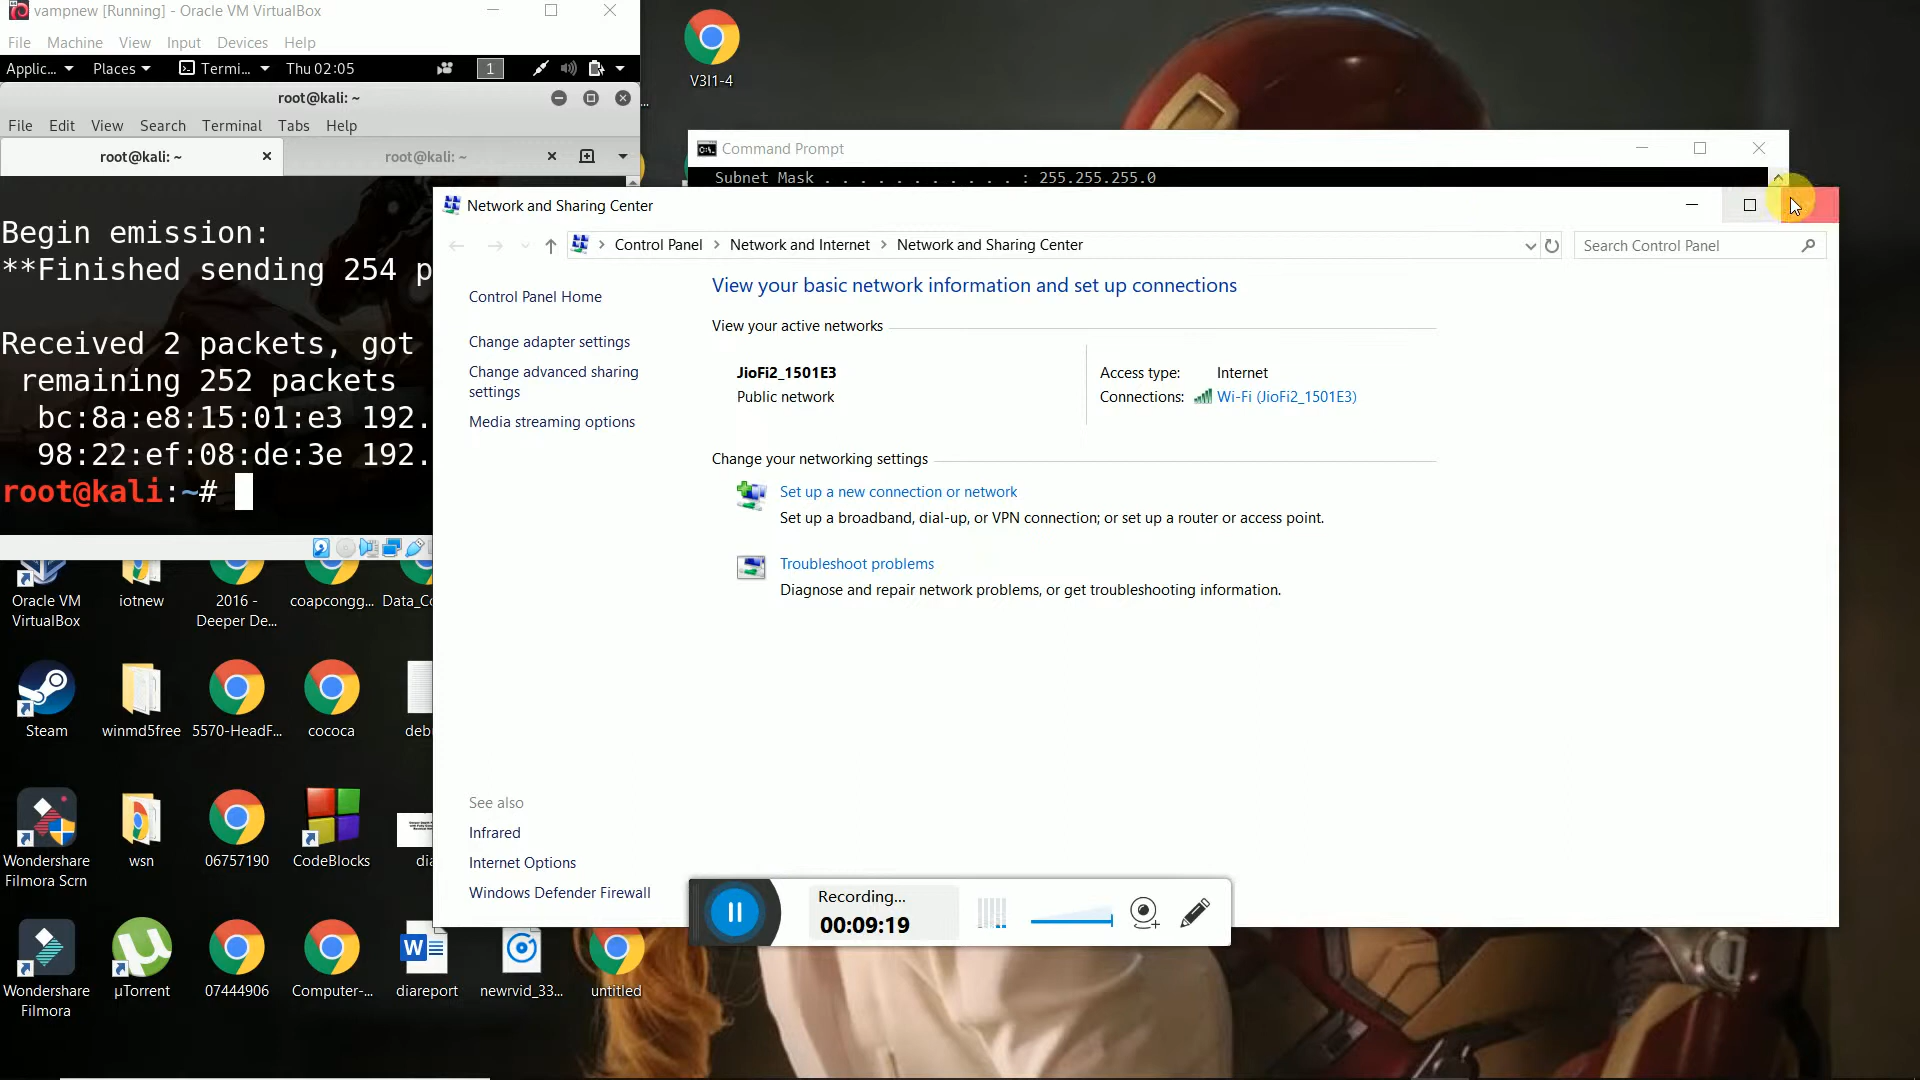 vampnew [Running] - Oracle VM VirtualBox
File Machine View Input Devices Help
Applic... Places Termi... Thu 02:05 1
root@kali: ~
File Edit View Search Terminal Tabs Help
root@kali: ~ root@kali: ~
Begin emission:
**Finished sending 254 p
Received 2 packets, got
remaining 252 packets
bc:8a:e8:15:01:e3 192.
98:22:ef:08:de:3e 192.
root@kali:~#
V3I1-4
Command Prompt
Subnet Mask . . . . . . . . . . . : 255.255.255.0
Network and Sharing Center
Control Panel > Network and Internet > Network and Sharing Center
Search Control Panel
Control Panel Home
Change adapter settings
Change advanced sharing
settings
Media streaming options
View your basic network information and set up connections
View your active networks
JioFi2_1501E3
Public network
Access type: Internet
Connections: Wi-Fi (JioFi2_1501E3)
Change your networking settings
Set up a new connection or network
Set up a broadband, dial-up, or VPN connection; or set up a router or access point.
Troubleshoot problems
Diagnose and repair network problems, or get troubleshooting information.
See also
Infrared
Internet Options
Windows Defender Firewall
Recording...
00:09:19
Oracle VM
VirtualBox
iotnew
2016 -
Deeper De...
coapcongg...
Data_Co
Steam
winmd5free
5570-HeadF...
cococa
deb
Wondershare
Filmora Scrn
wsn
06757190
CodeBlocks
dia
Wondershare
Filmora
µTorrent
07444906
Computer-...
diareport
newrvid_33...
untitled